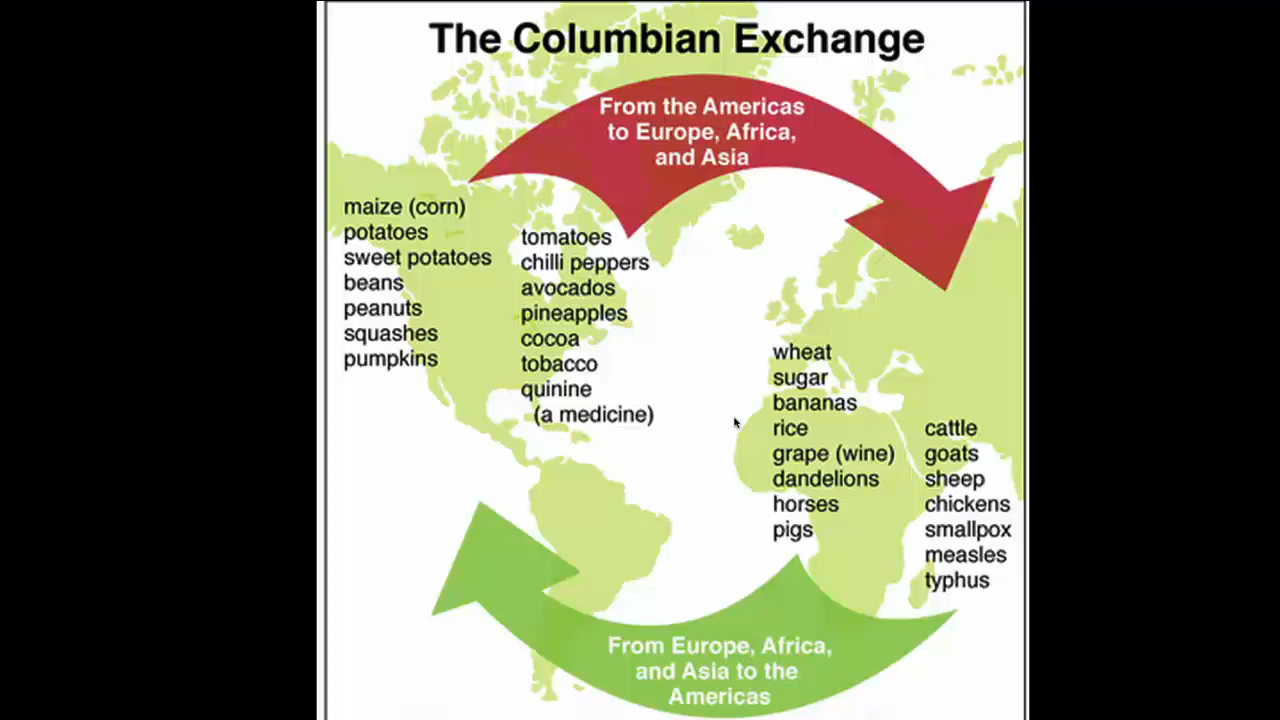 The Columbian Exchange
From the Americas
to Europe, Africa,
and Asia
maize (corn)
potatoes
sweet potatoes
beans
peanuts
squashes
pumpkins
tomatoes
chilli peppers
avocados
pineapples
cocoa
tobacco
quinine
(a medicine)
wheat
sugar
bananas
rice
grape (wine)
dandelions
horses
pigs
cattle
goats
sheep
chickens
smallpox
measles
typhus
From Europe, Africa,
and Asia to the
Americas